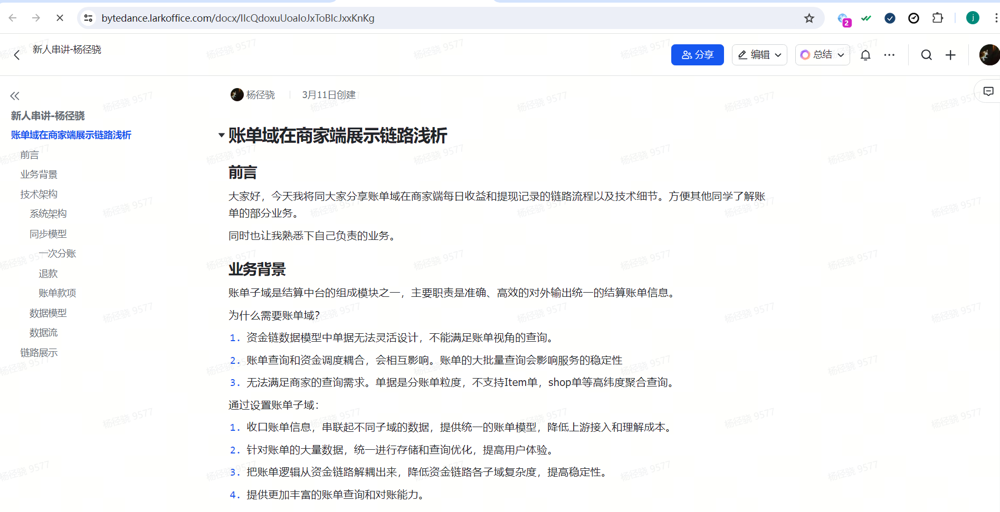 bytedance.larkoffice.com/docx/IIcQdoxuUoaIoJxToBIcJxxKnKg
2
j
新人串讲-杨径骁
分享
编辑
总结
新人串讲-杨径骁
账单域在商家端展示链路浅析
前言
业务背景
技术架构
系统架构
同步模型
一次分账
退款
账单款项
数据模型
数据流
链路展示
杨径骁
3月11日创建
账单域在商家端展示链路浅析
前言
大家好，今天我将同大家分享账单域在商家端每日收益和提现记录的链路流程以及技术细节。方便其他同学了解账
单的部分业务。
同时也让我熟悉下自己负责的业务。
业务背景
账单子域是结算中台的组成模块之一，主要职责是准确、高效的对外输出统一的结算账单信息。
为什么需要账单域？
1. 资金链数据模型中单据无法灵活设计，不能满足账单视角的查询。
2. 账单查询和资金调度耦合，会相互影响。账单的大批量查询会影响服务的稳定性
3. 无法满足商家的查询需求。单据是分账单粒度，不支持Item单，shop单等高纬度聚合查询。
通过设置账单子域：
1. 收口账单信息，串联起不同子域的数据，提供统一的账单模型，降低上游接入和理解成本。
2. 针对账单的大量数据，统一进行存储和查询优化，提高用户体验。
3. 把账单逻辑从资金链路解耦出来，降低资金链路各子域复杂度，提高稳定性。
4. 提供更加丰富的账单查询和对账能力。
杨径骁 9577